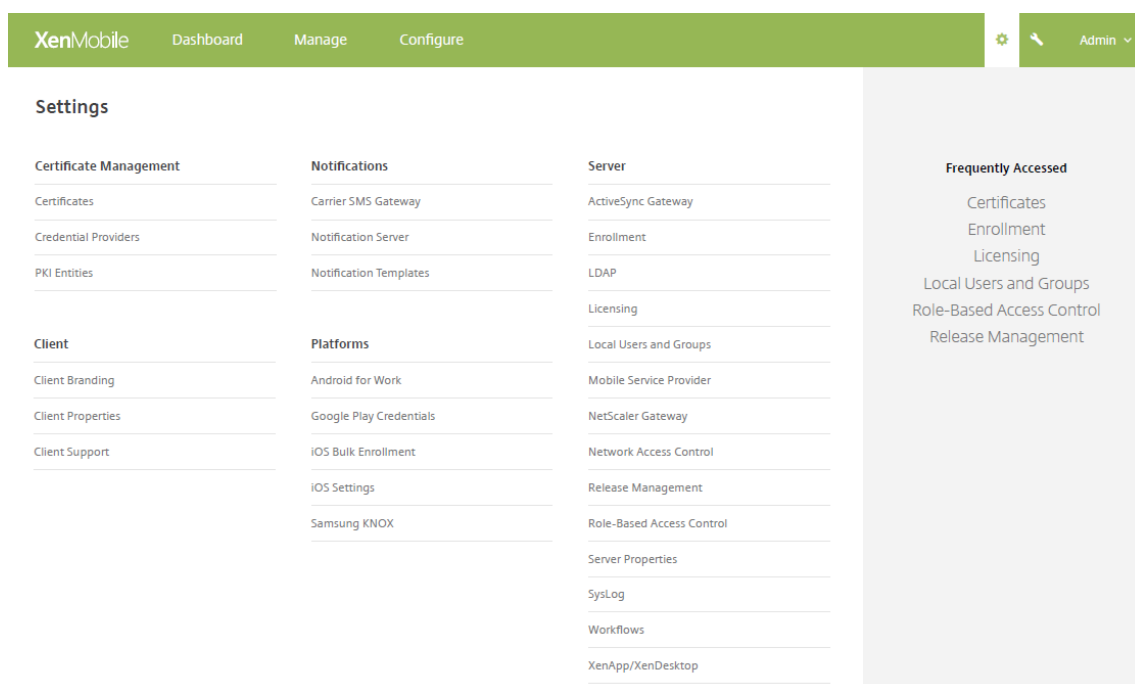 XenMobile Dashboard Manage Configure Admin
Settings
Certificate Management
Certificates
Credential Providers
PKI Entities
Client
Client Branding
Client Properties
Client Support
Notifications
Carrier SMS Gateway
Notification Server
Notification Templates
Platforms
Android for Work
Google Play Credentials
iOS Bulk Enrollment
iOS Settings
Samsung KNOX
Server
ActiveSync Gateway
Enrollment
LDAP
Licensing
Local Users and Groups
Mobile Service Provider
NetScaler Gateway
Network Access Control
Release Management
Role-Based Access Control
Server Properties
SysLog
Workflows
XenApp/XenDesktop
Frequently Accessed
Certificates
Enrollment
Licensing
Local Users and Groups
Role-Based Access Control
Release Management